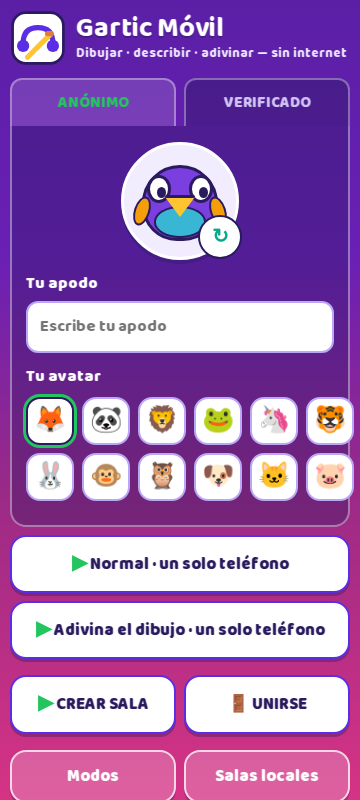 Gartic Móvil
Dibujar · describir · adivinar — sin internet
ANÓNIMO
VERIFICADO
Tu apodo
Escribe tu apodo
Tu avatar
Normal · un solo teléfono
Adivina el dibujo · un solo teléfono
CREAR SALA
UNIRSE
Modos
Salas locales